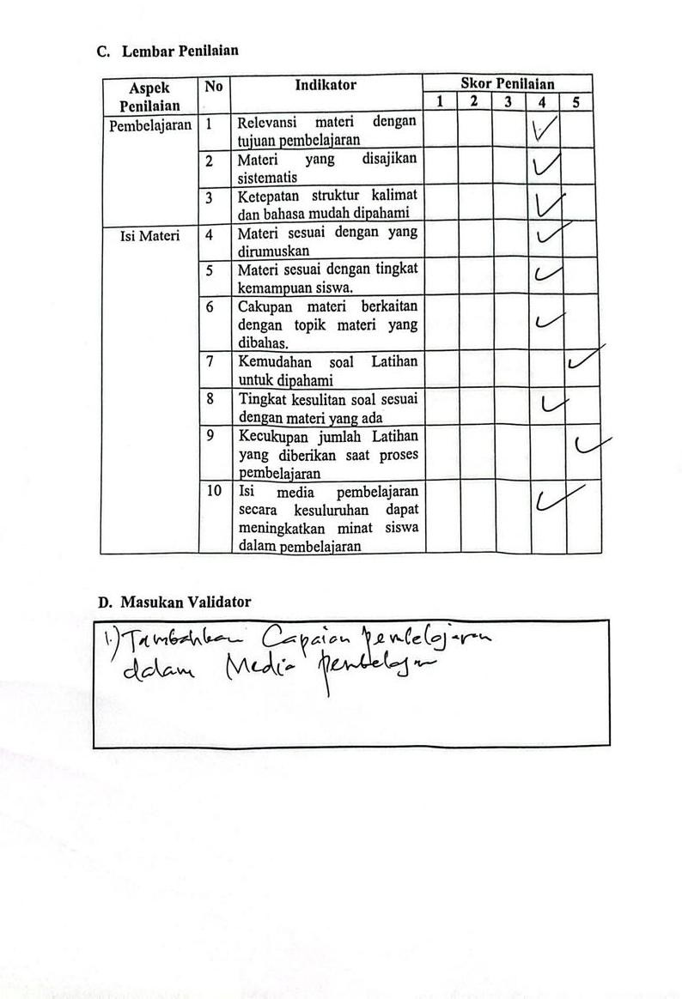 C. Lembar Penilaian
Aspek Penilaian No Indikator Skor Penilaian
1 2 3 4 5
Pembelajaran 1 Relevansi materi dengan
tujuan pembelajaran
2 Materi yang disajikan
sistematis
3 Ketepatan struktur kalimat
dan bahasa mudah dipahami
Isi Materi 4 Materi sesuai dengan yang
dirumuskan
5 Materi sesuai dengan tingkat
kemampuan siswa.
6 Cakupan materi berkaitan
dengan topik materi yang
dibahas.
7 Kemudahan soal Latihan
untuk dipahami
8 Tingkat kesulitan soal sesuai
dengan materi yang ada
9 Kecukupan jumlah Latihan
yang diberikan saat proses
pembelajaran
10 Isi media pembelajaran
secara kesuluruhan dapat
meningkatkan minat siswa
dalam pembelajaran
D. Masukan Validator
1.) Tambahkan Capaian pembelajaran
dalam Media pembelajaran